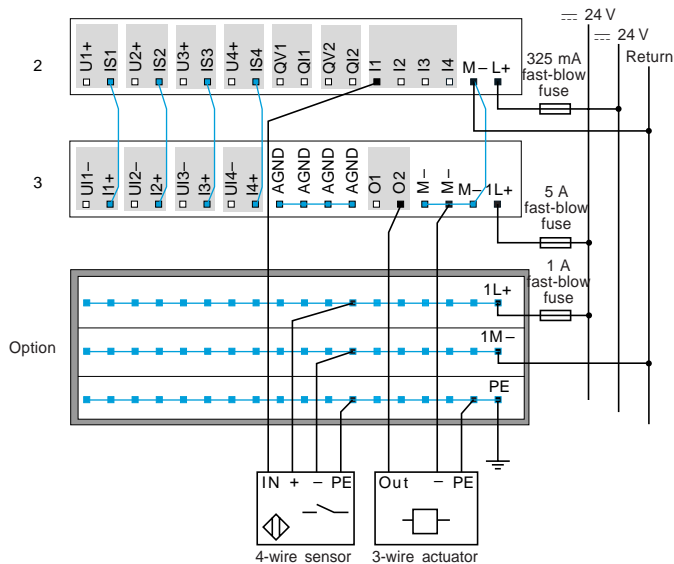 ⎓ 24 V
⎓ 24 V
Return
2
U1+ IS1 U2+ IS2 U3+ IS3 U4+ IS4 QV1 QI1 QV2 QI2 I1 I2 I3 I4 M− L+
325 mA
fast-blow
fuse
3
UI1− I1+ UI2− I2+ UI3− I3+ UI4− I4+ AGND AGND AGND AGND O1 O2 M− M− M− 1L+
5 A
fast-blow
fuse
1 A
fast-blow
fuse
1L+
Option
1M−
PE
IN + − PE
Out − PE
4-wire sensor
3-wire actuator